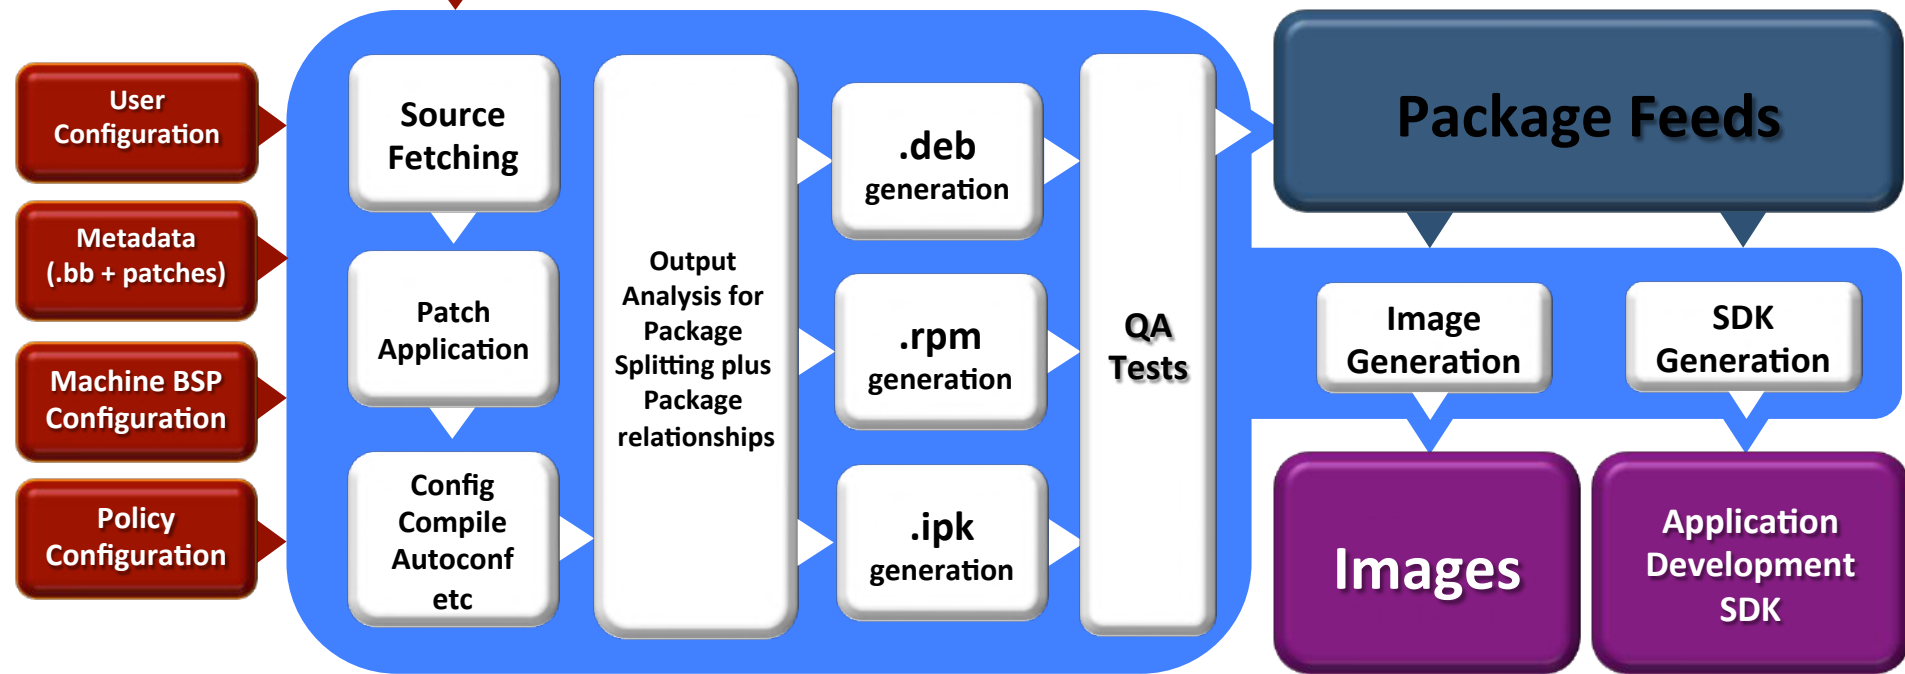 User
Configuration
Metadata
(.bb + patches)
Machine BSP
Configuration
Policy
Configuration
Source
Fetching
Patch
Application
Config
Compile
Autoconf
etc
Output
Analysis for
Package
Splitting plus
Package
relationships
.deb
generation
.rpm
generation
.ipk
generation
QA
Tests
Package Feeds
Image
Generation
SDK
Generation
Images
Application
Development
SDK